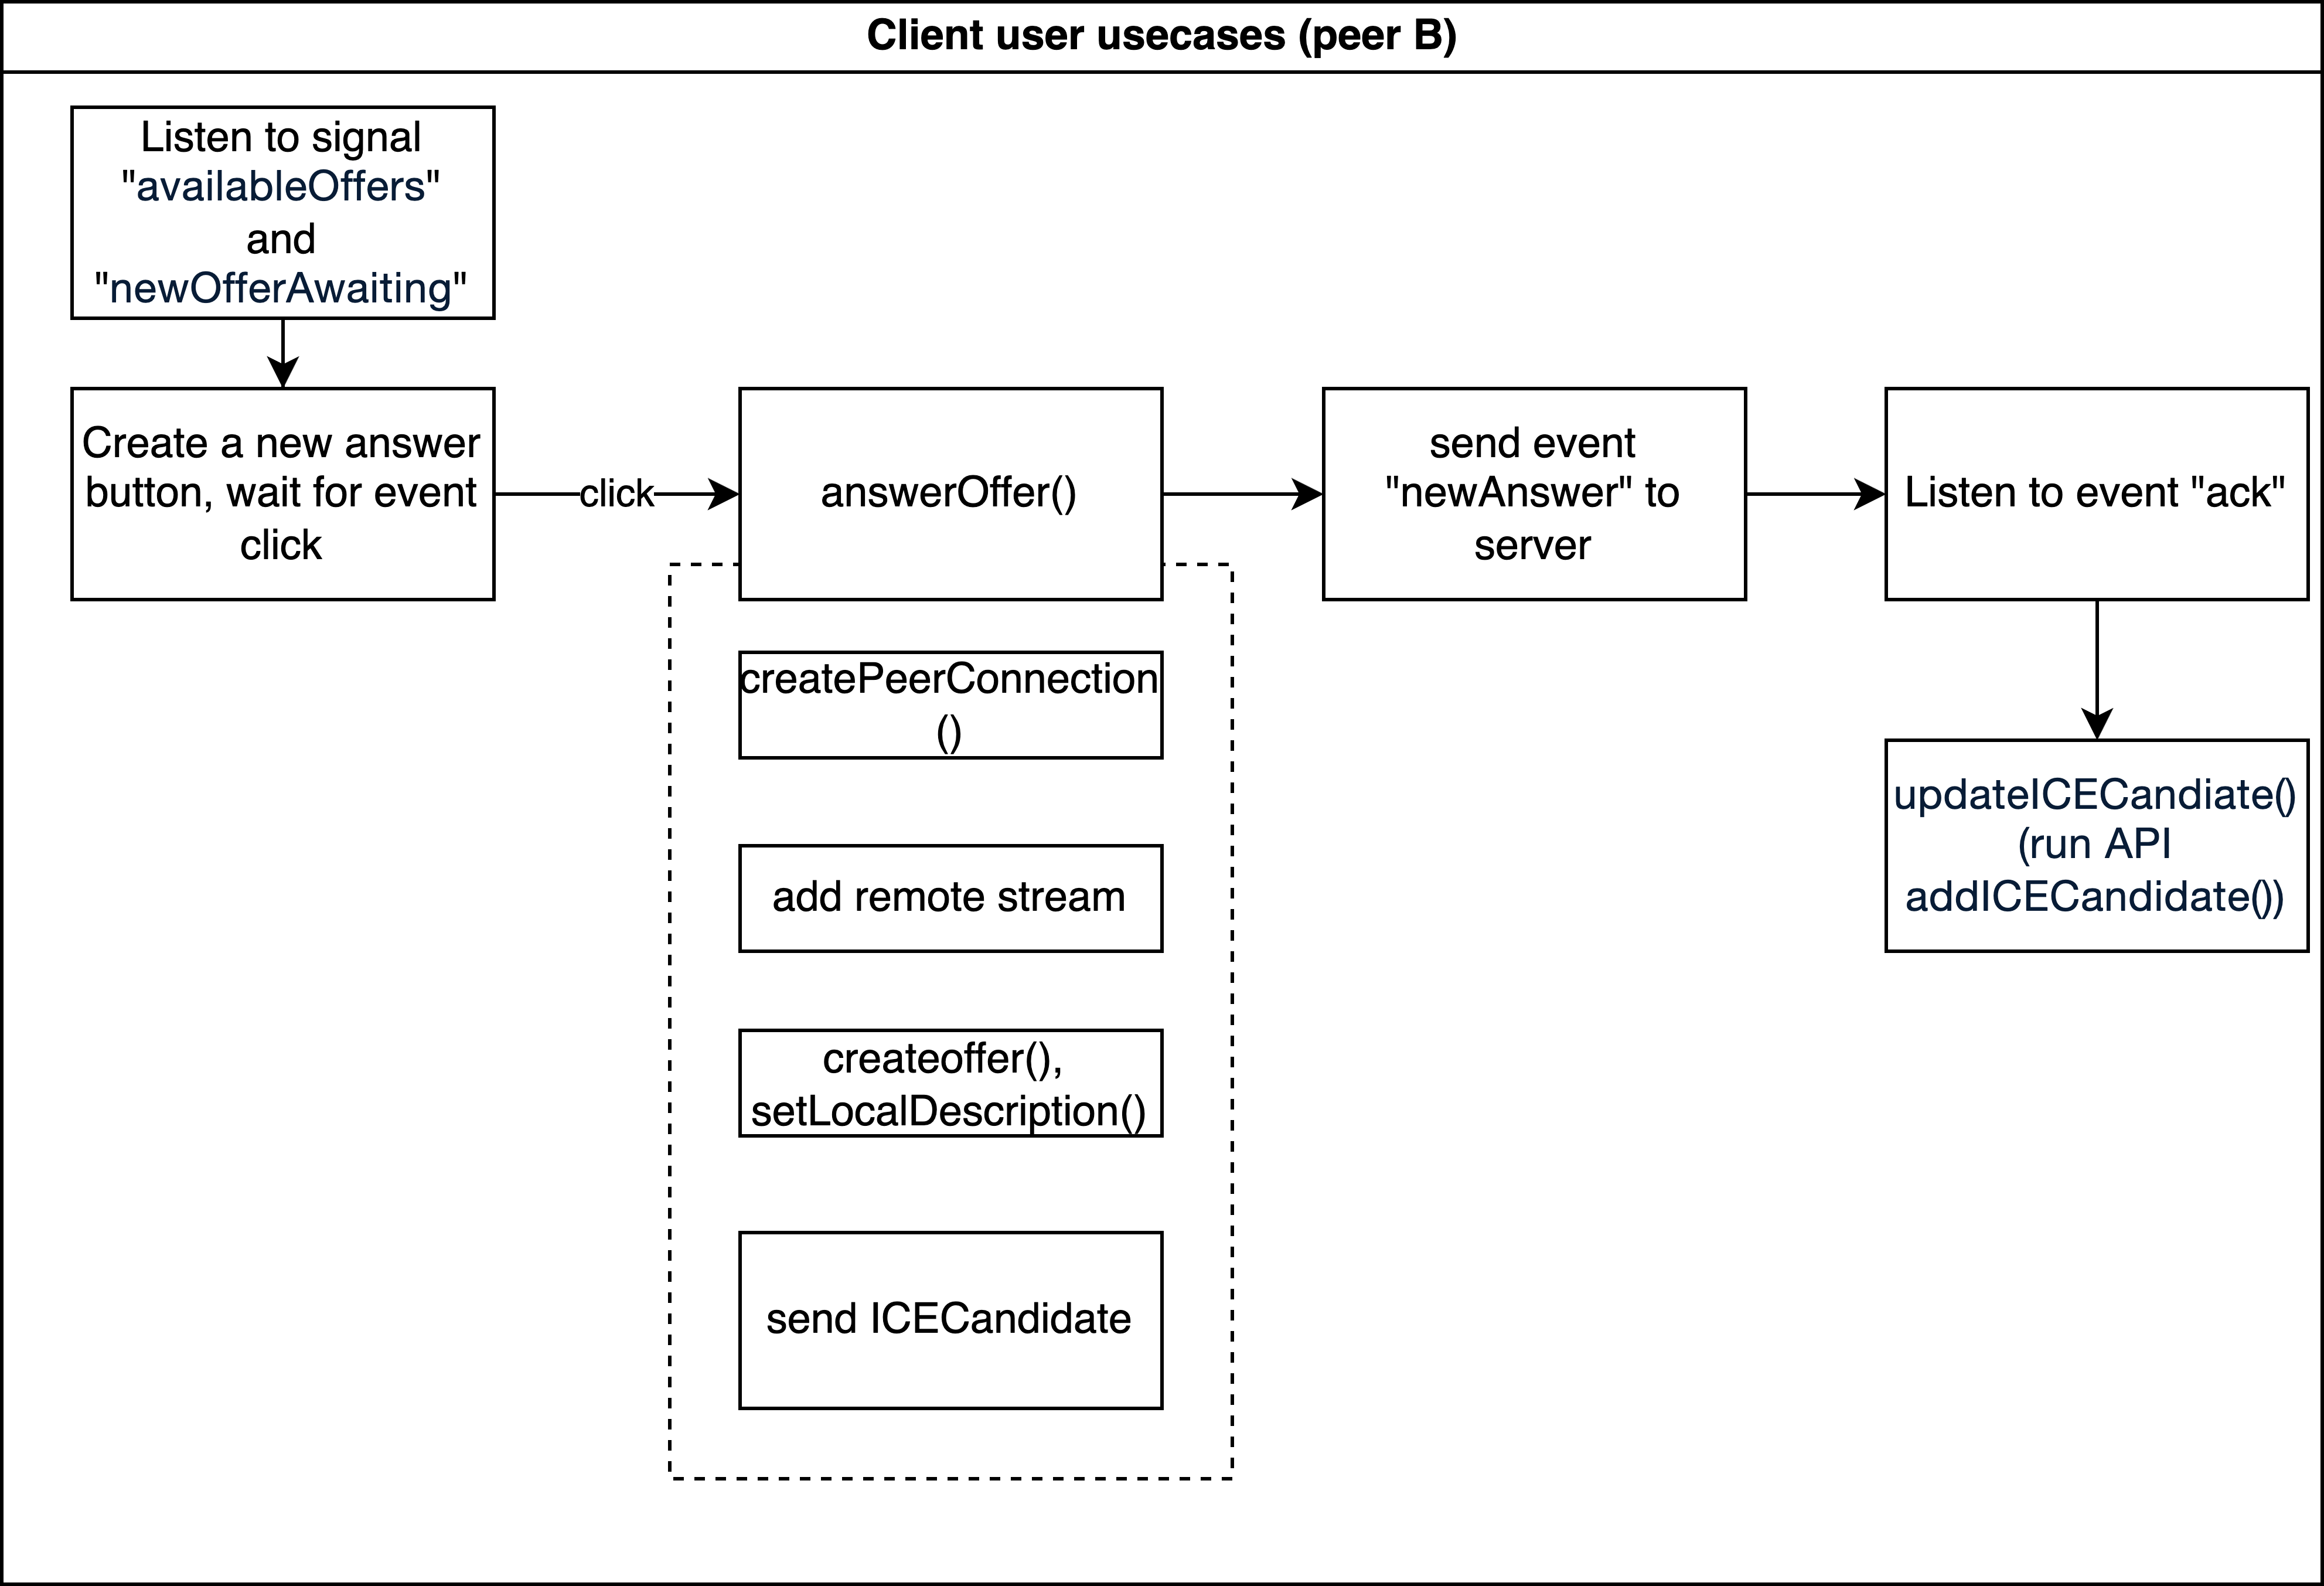 Client user usecases (peer B)
Listen to signal
"availableOffers"
and
"newOfferAwaiting"
Create a new answer
button, wait for event
click
click
answerOffer()
send event
"newAnswer" to
server
Listen to event "ack"
createPeerConnection
()
add remote stream
createoffer(),
setLocalDescription()
send ICECandidate
updateICECandiate()
(run API
addICECandidate())